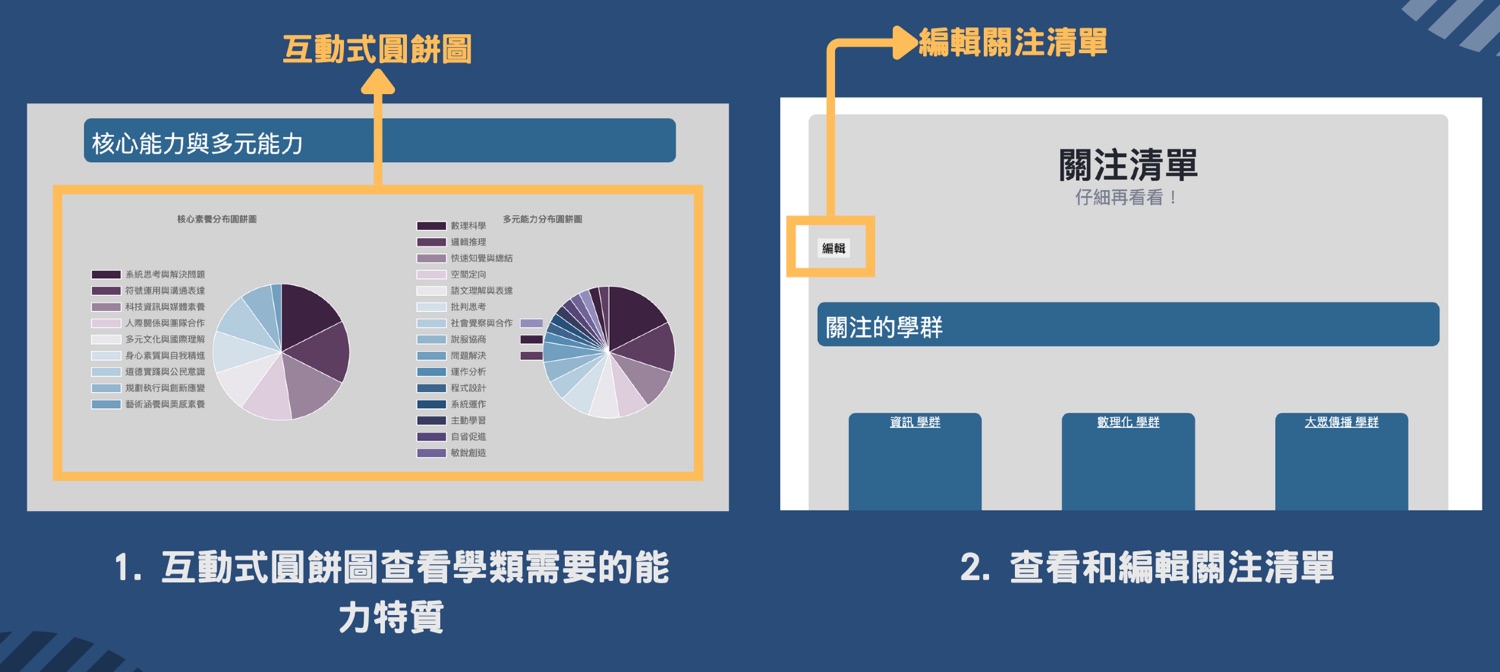 互動式圓餅圖
核心能力與多元能力
核心素養分布圓餅圖
系統思考與解決問題
符號運用與溝通表達
科技資訊與媒體素養
人際關係與團隊合作
多元文化與國際理解
身心素質與自我精進
道德實踐與公民意識
規劃執行與創新應變
藝術涵養與美感素養
多元能力分布圓餅圖
數理科學
邏輯推理
快速知覺與總結
空間定向
語文理解與表達
批判思考
社會覺察與合作
說服協商
問題解決
運作分析
程式設計
系統運作
主動學習
自省促進
敏銳創造
1. 互動式圓餅圖查看學類需要的能
力特質
編輯關注清單
關注清單
仔細再看看！
編輯
關注的學群
資訊 學群
數理化 學群
大眾傳播 學群
2. 查看和編輯關注清單